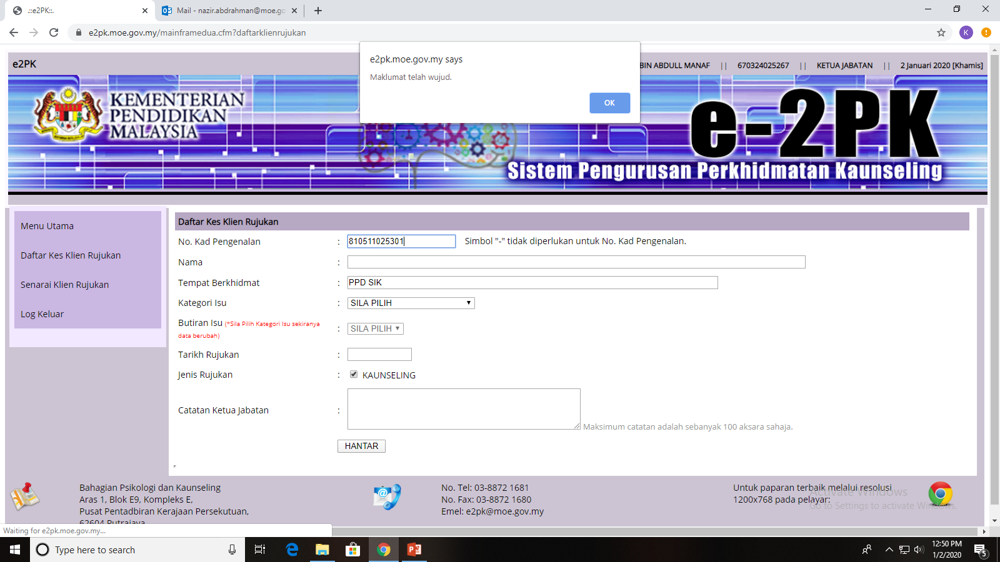 .::e2PK::.
Mail - nazir.abdrahman@moe.go
e2pk.moe.gov.my/mainframedua.cfm?daftarklienrujukan
K
e2PK
BIN ABDULL MANAF || 670324025267 || KETUA JABATAN || 2 Januari 2020 [Khamis]
e2pk.moe.gov.my says
Maklumat telah wujud.
OK
KEMENTERIAN
PENDIDIKAN
MALAYSIA
e-2PK
Sistem Pengurusan Perkhidmatan Kaunseling
Menu Utama
Daftar Kes Klien Rujukan
Senarai Klien Rujukan
Log Keluar
Daftar Kes Klien Rujukan
No. Kad Pengenalan : 810511025301 Simbol "-" tidak diperlukan untuk No. Kad Pengenalan.
Nama :
Tempat Berkhidmat : PPD SIK
Kategori Isu : SILA PILIH
Butiran Isu (*Sila Pilih Kategori Isu sekiranya
data berubah) : SILA PILIH
Tarikh Rujukan :
Jenis Rujukan : KAUNSELING
Catatan Ketua Jabatan :
Maksimum catatan adalah sebanyak 100 aksara sahaja.
HANTAR
Bahagian Psikologi dan Kaunseling
Aras 1, Blok E9, Kompleks E,
Pusat Pentadbiran Kerajaan Persekutuan,
62604 Putrajaya
No. Tel: 03-8872 1681
No. Fax: 03-8872 1680
Emel: e2pk@moe.gov.my
Untuk paparan terbaik melalui resolusi
1200x768 pada pelayar:
Activate Windows
Go to Settings to activate Windows.
Waiting for e2pk.moe.gov.my...
Type here to search
12:50 PM
1/2/2020
5